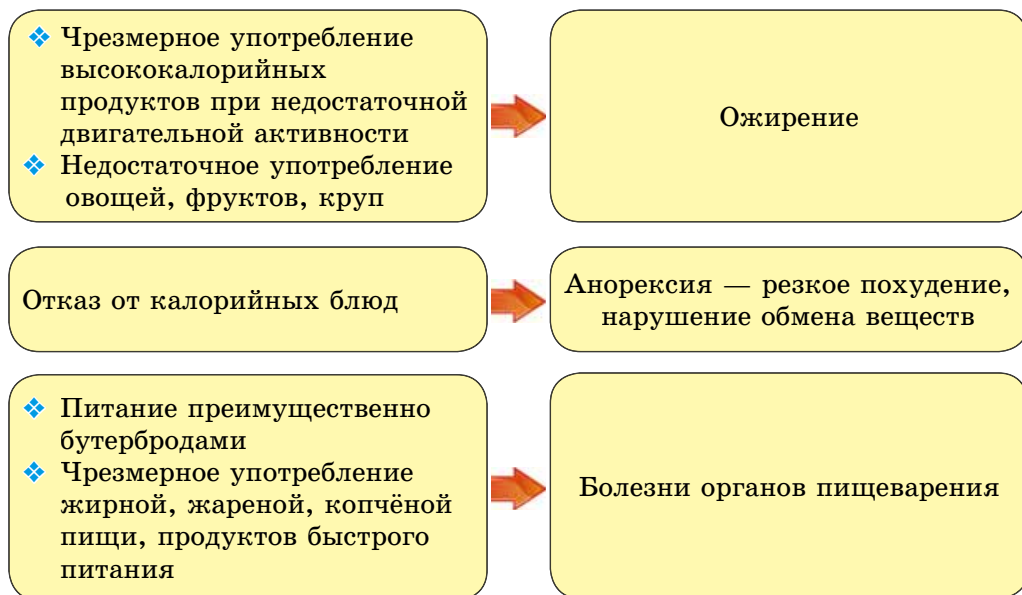 ❖ Чрезмерное употребление
высококалорийных
продуктов при недостаточной
двигательной активности
❖ Недостаточное употребление
овощей, фруктов, круп
Ожирение
Отказ от калорийных блюд
Анорексия — резкое похудение,
нарушение обмена веществ
❖ Питание преимущественно
бутербродами
❖ Чрезмерное употребление
жирной, жареной, копчёной
пищи, продуктов быстрого
питания
Болезни органов пищеварения